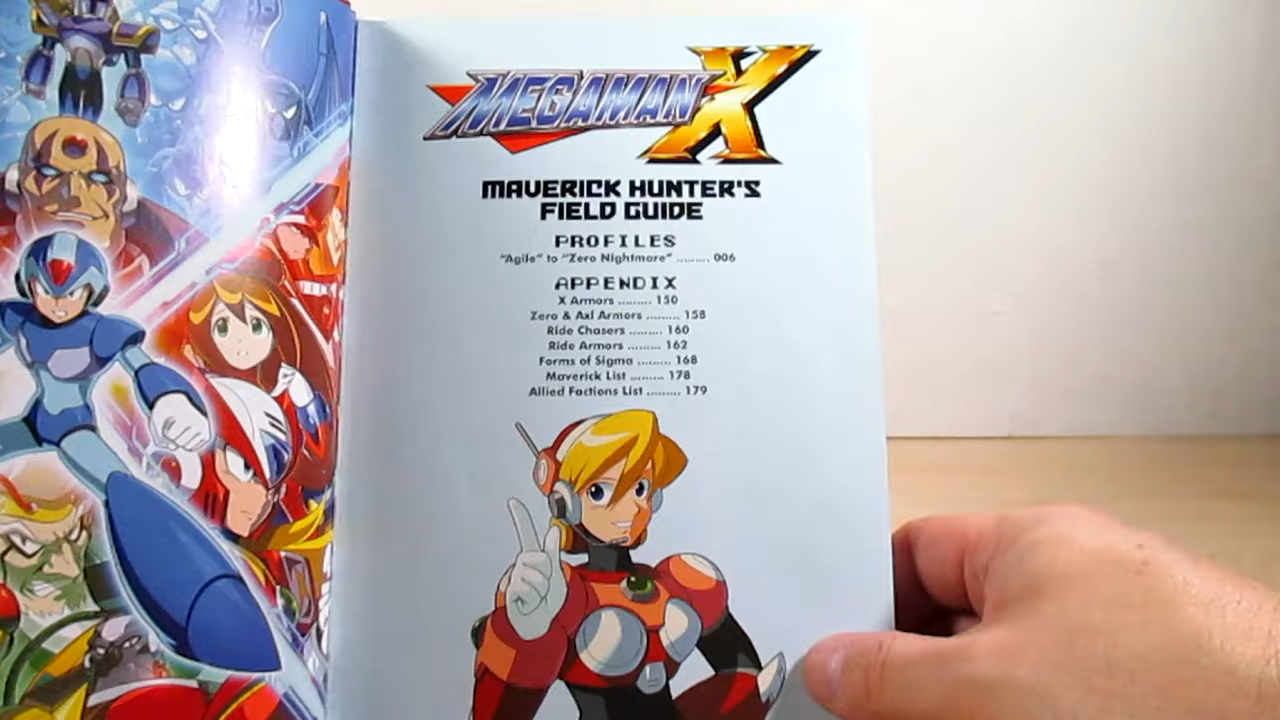 MEGAMAN X
MAVERICK HUNTER'S
FIELD GUIDE
PROFILES
"Agile" to "Zero Nightmare" ......... 006
APPENDIX
X Armors ......... 150
Zero & Axl Armors ......... 158
Ride Chasers ......... 160
Ride Armors ......... 162
Forms of Sigma ......... 168
Maverick List ......... 178
Allied Factions List ......... 179